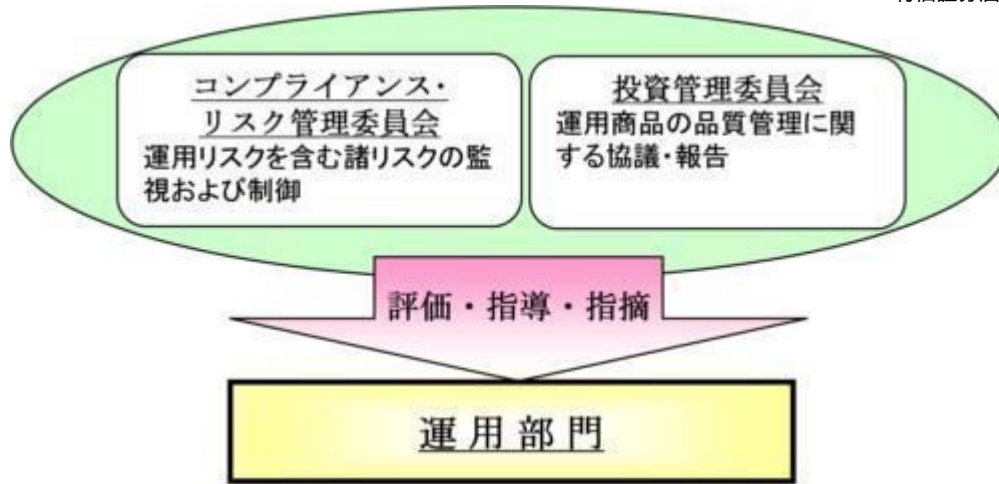 コンプライアンス・
リスク管理委員会
運用リスクを含む諸リスクの監
視および制御
投資管理委員会
運用商品の品質管理に関
する協議・報告
評価・指導・指摘
運用部門